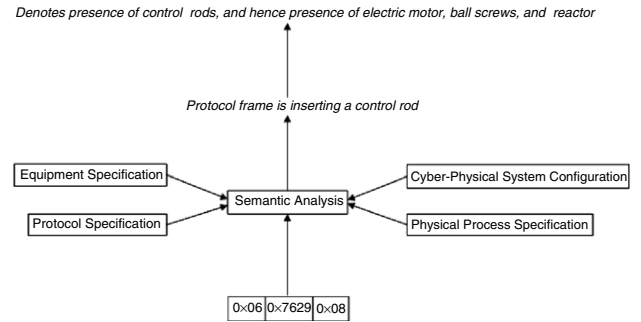 Denotes presence of control rods, and hence presence of electric motor, ball screws, and reactor
Protocol frame is inserting a control rod
Equipment Specification
Cyber-Physical System Configuration
Semantic Analysis
Protocol Specification
Physical Process Specification
0×06 0×7629 0×08